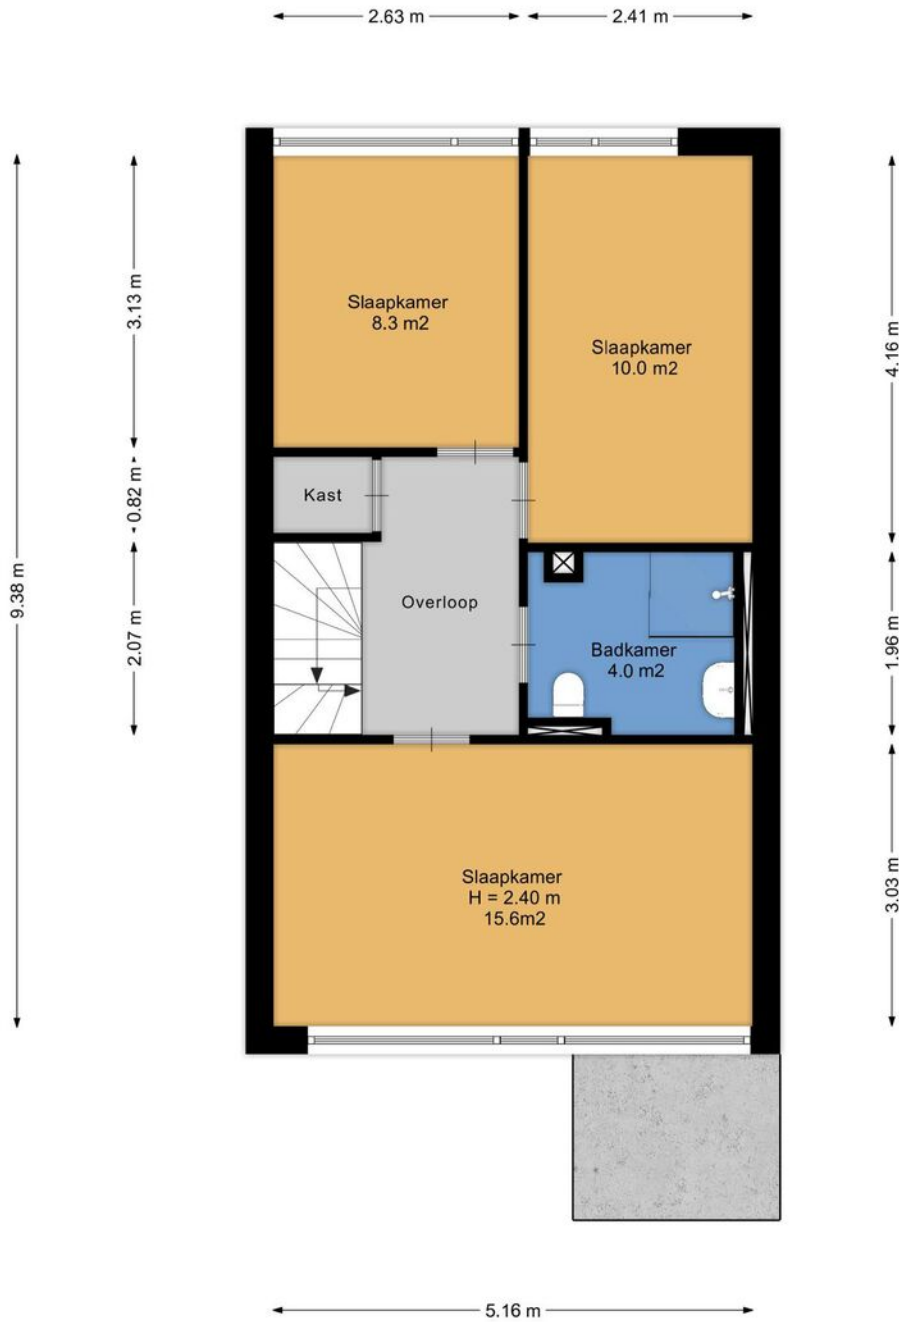 2.63 m
2.41 m
3.13 m
4.16 m
Slaapkamer
8.3 m2
Slaapkamer
10.0 m2
0.82 m
Kast
9.38 m
2.07 m
Overloop
1.96 m
Badkamer
4.0 m2
Slaapkamer
H = 2.40 m
15.6m2
3.03 m
5.16 m